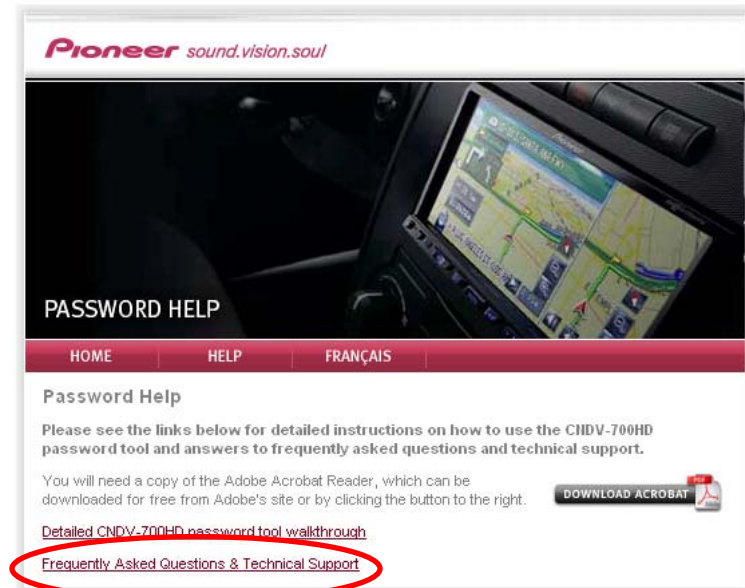 Pioneer sound.vision.soul
PASSWORD HELP
HOME HELP FRANÇAIS
Password Help
Please see the links below for detailed instructions on how to use the CNDV-700HD
password tool and answers to frequently asked questions and technical support.
You will need a copy of the Adobe Acrobat Reader, which can be
downloaded for free from Adobe's site or by clicking the button to the right.
DOWNLOAD ACROBAT
PDF
Detailed CNDV-700HD password tool walkthrough
Frequently Asked Questions & Technical Support